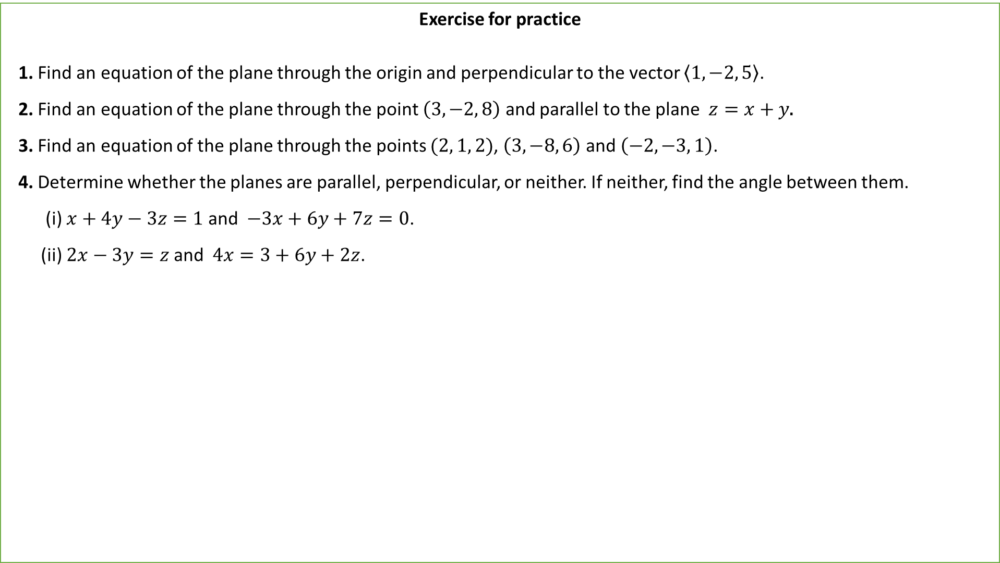 Exercise for practice
1. Find an equation of the plane through the origin and perpendicular to the vector ⟨1, −2, 5⟩.
2. Find an equation of the plane through the point (3, −2, 8) and parallel to the plane z = x + y.
3. Find an equation of the plane through the points (2, 1, 2), (3, −8, 6) and (−2, −3, 1).
4. Determine whether the planes are parallel, perpendicular, or neither. If neither, find the angle between them.
(i) x + 4y − 3z = 1 and −3x + 6y + 7z = 0.
(ii) 2x − 3y = z and 4x = 3 + 6y + 2z.